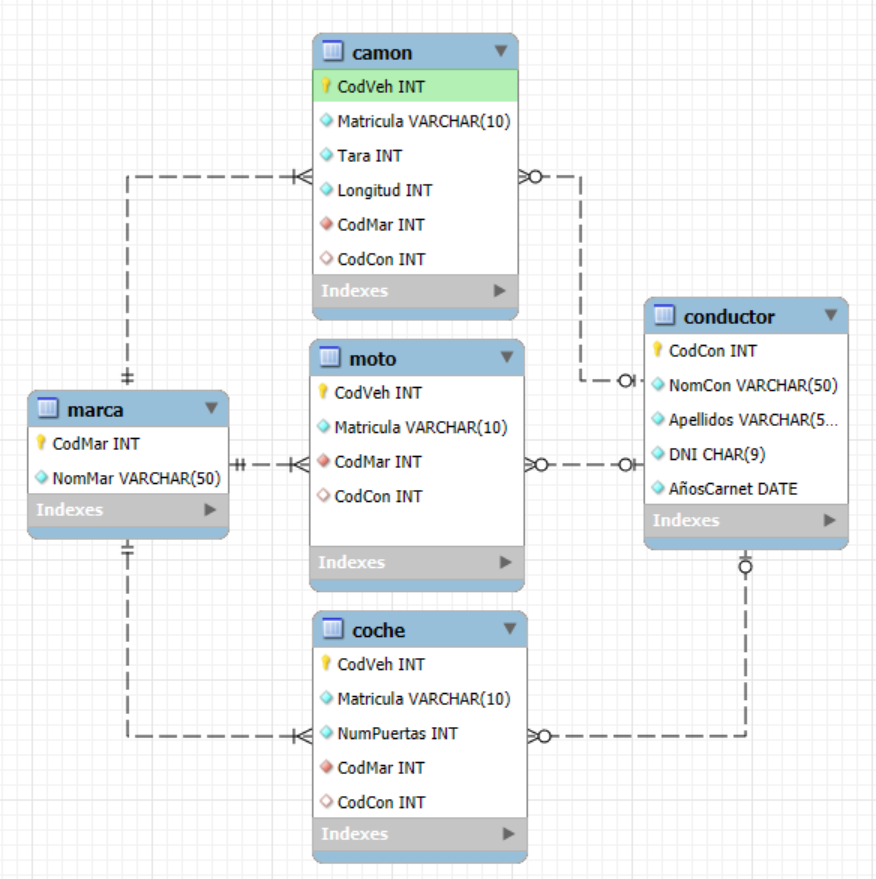 camon
CodVeh INT
Matricula VARCHAR(10)
Tara INT
Longitud INT
CodMar INT
CodCon INT
Indexes
moto
CodVeh INT
Matricula VARCHAR(10)
CodMar INT
CodCon INT
Indexes
marca
CodMar INT
NomMar VARCHAR(50)
Indexes
conductor
CodCon INT
NomCon VARCHAR(50)
Apellidos VARCHAR(5...
DNI CHAR(9)
AñosCarnet DATE
Indexes
coche
CodVeh INT
Matricula VARCHAR(10)
NumPuertas INT
CodMar INT
CodCon INT
Indexes